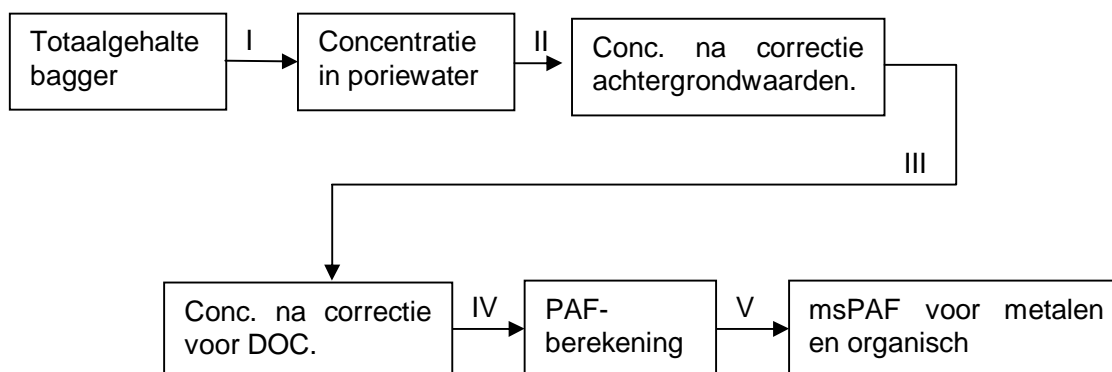 Totaalgehalte
bagger
I
Concentratie
in poriewater
II
Conc. na correctie
achtergrondwaarden.
III
Conc. na correctie
voor DOC.
IV
PAF-
berekening
V
msPAF voor metalen
en organisch